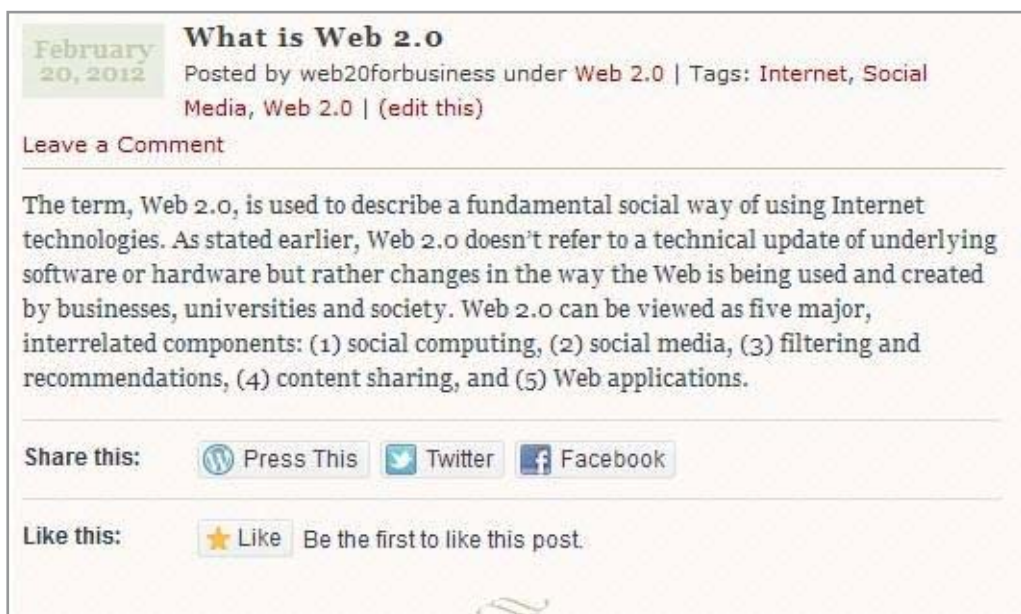 February
20, 2012
What is Web 2.0
Posted by web20forbusiness under Web 2.0 | Tags: Internet, Social
Media, Web 2.0 | (edit this)
Leave a Comment
The term, Web 2.0, is used to describe a fundamental social way of using Internet
technologies. As stated earlier, Web 2.0 doesn't refer to a technical update of underlying
software or hardware but rather changes in the way the Web is being used and created
by businesses, universities and society. Web 2.0 can be viewed as five major,
interrelated components: (1) social computing, (2) social media, (3) filtering and
recommendations, (4) content sharing, and (5) Web applications.
Share this: Press This Twitter Facebook
Like this: Like Be the first to like this post.